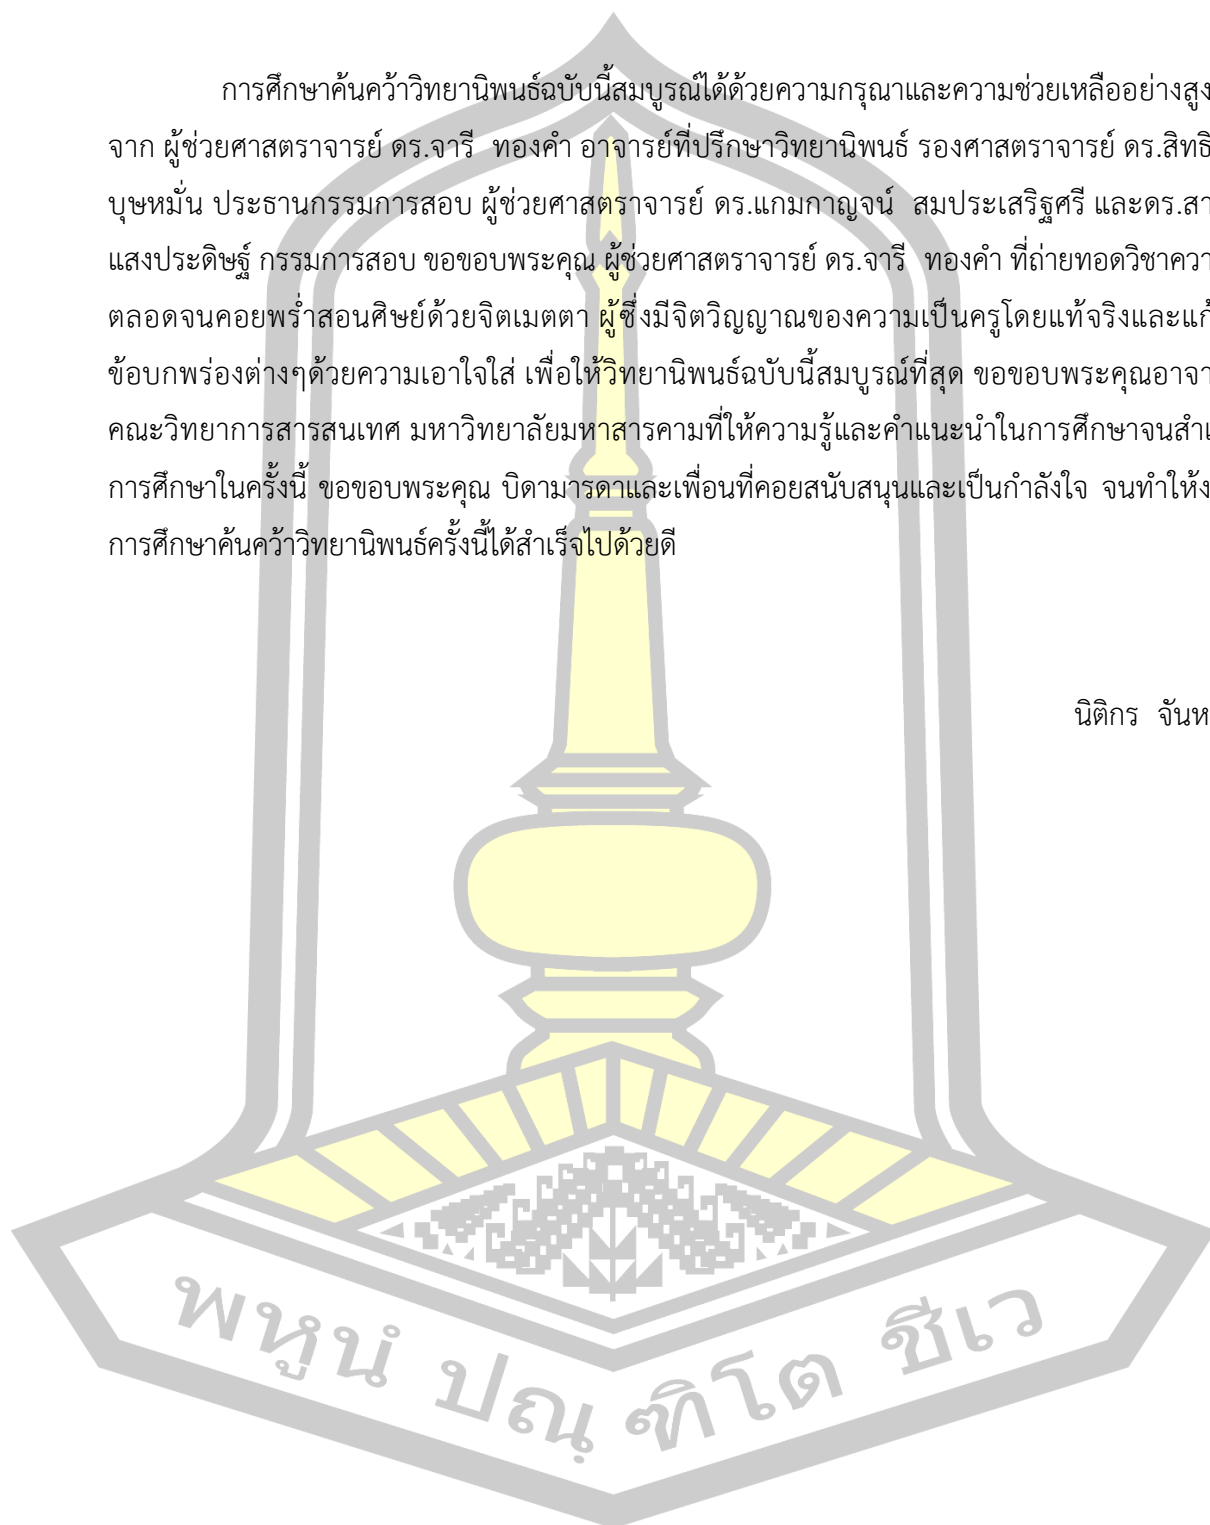 การศึกษาค้นคว้าวิทยานิพนธ์ฉบับนี้สมบูรณ์ได้ด้วยความกรุณาและความช่วยเหลืออย่างสูง
จาก ผู้ช่วยศาสตราจารย์ ดร.จารี ทองคำ อาจารย์ที่ปรึกษาวิทยานิพนธ์ รองศาสตราจารย์ ดร.สิทธิ
บุษหมั่น ประธานกรรมการสอบ ผู้ช่วยศาสตราจารย์ ดร.แกมกาญจน์ สมประเสริฐศรี และดร.สา
แสงประดิษฐ์ กรรมการสอบ ขอขอบพระคุณ ผู้ช่วยศาสตราจารย์ ดร.จารี ทองคำ ที่ถ่ายทอดวิชาควา
ตลอดจนคอยพร่ำสอนศิษย์ด้วยจิตเมตตา ผู้ซึ่งมีจิตวิญญาณของความเป็นครูโดยแท้จริงและแก้
ข้อบกพร่องต่างๆด้วยความเอาใจใส่ เพื่อให้วิทยานิพนธ์ฉบับนี้สมบูรณ์ที่สุด ขอขอบพระคุณอาจา
คณะวิทยาการสารสนเทศ มหาวิทยาลัยมหาสารคามที่ให้ความรู้และคำแนะนำในการศึกษาจนสำเ
การศึกษาในครั้งนี้ ขอขอบพระคุณ บิดามารดาและเพื่อนที่คอยสนับสนุนและเป็นกำลังใจ จนทำให้ง
การศึกษาค้นคว้าวิทยานิพนธ์ครั้งนี้ได้สำเร็จไปด้วยดี
นิติกร จันห
พหูนํ ปณฺฑิโต ชีเว